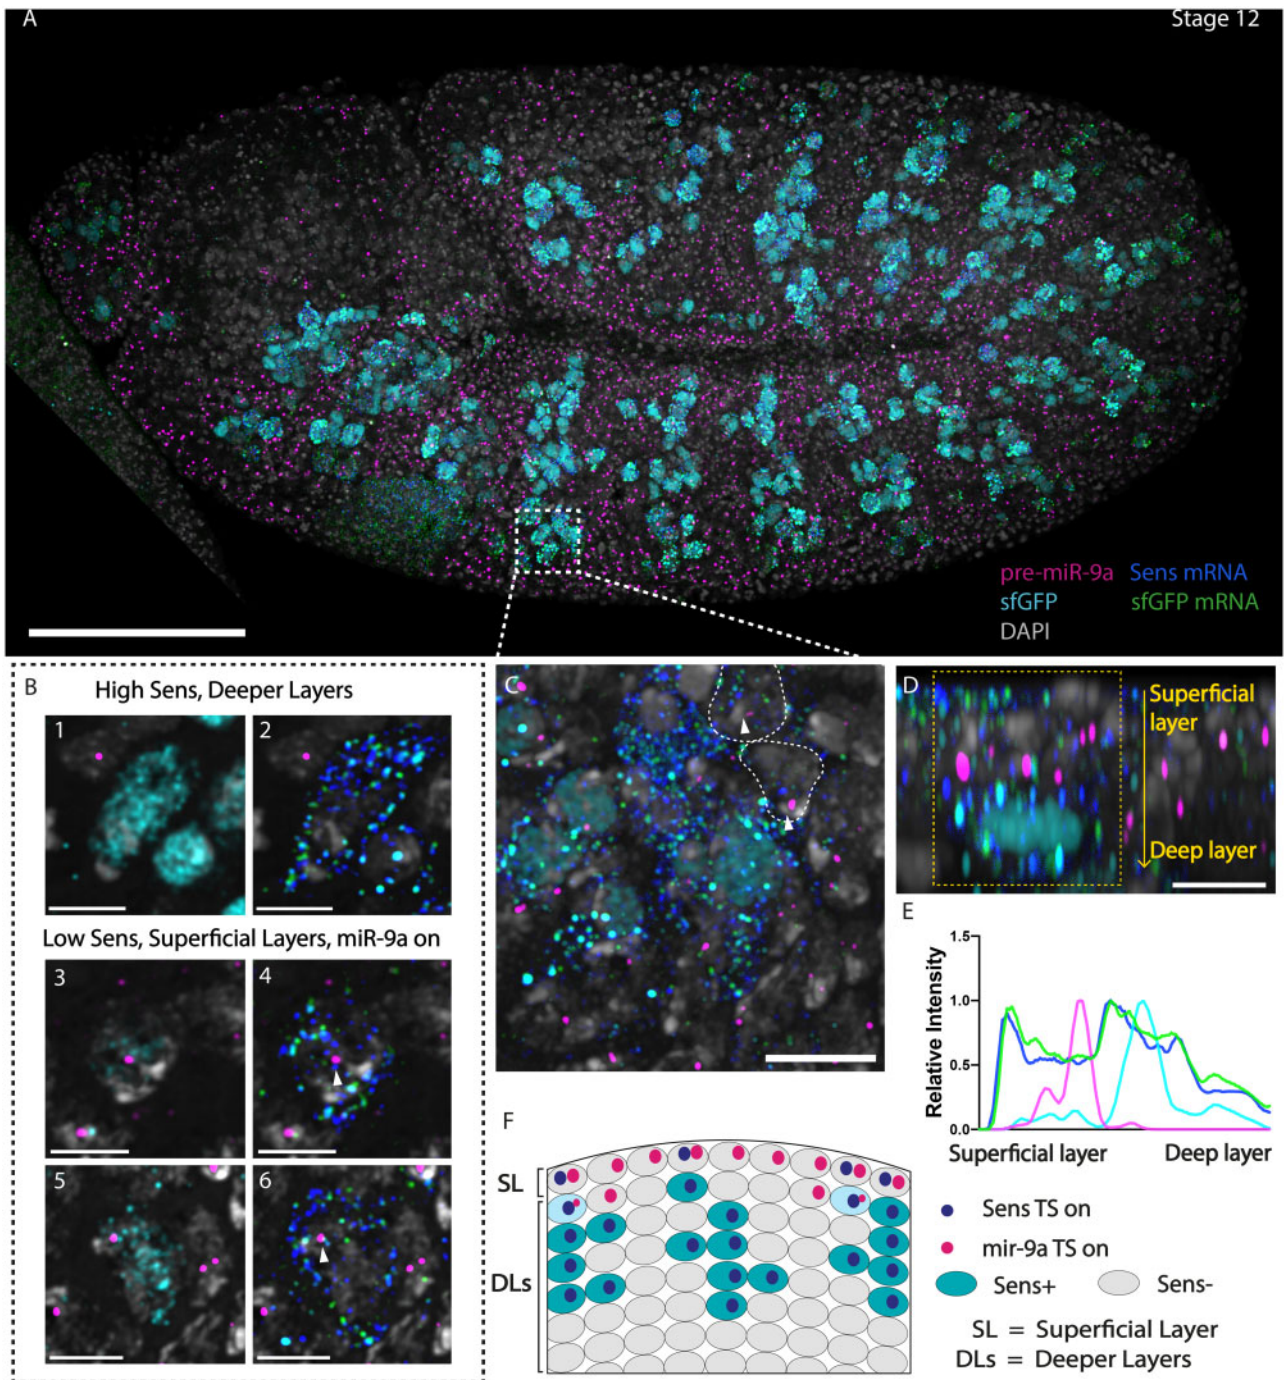 A
Stage 12
pre-miR-9a Sens mRNA
sfGFP sfGFP mRNA
DAPI
B
High Sens, Deeper Layers
1
2
Low Sens, Superficial Layers, miR-9a on
3
4
5
6
C
D
Superficial
layer
Deep layer
E
1.5
1.0
0.5
0.0
Relative Intensity
Superficial layer Deep layer
F
SL
DLs
Sens TS on
mir-9a TS on
Sens+ Sens-
SL = Superficial Layer
DLs = Deeper Layers